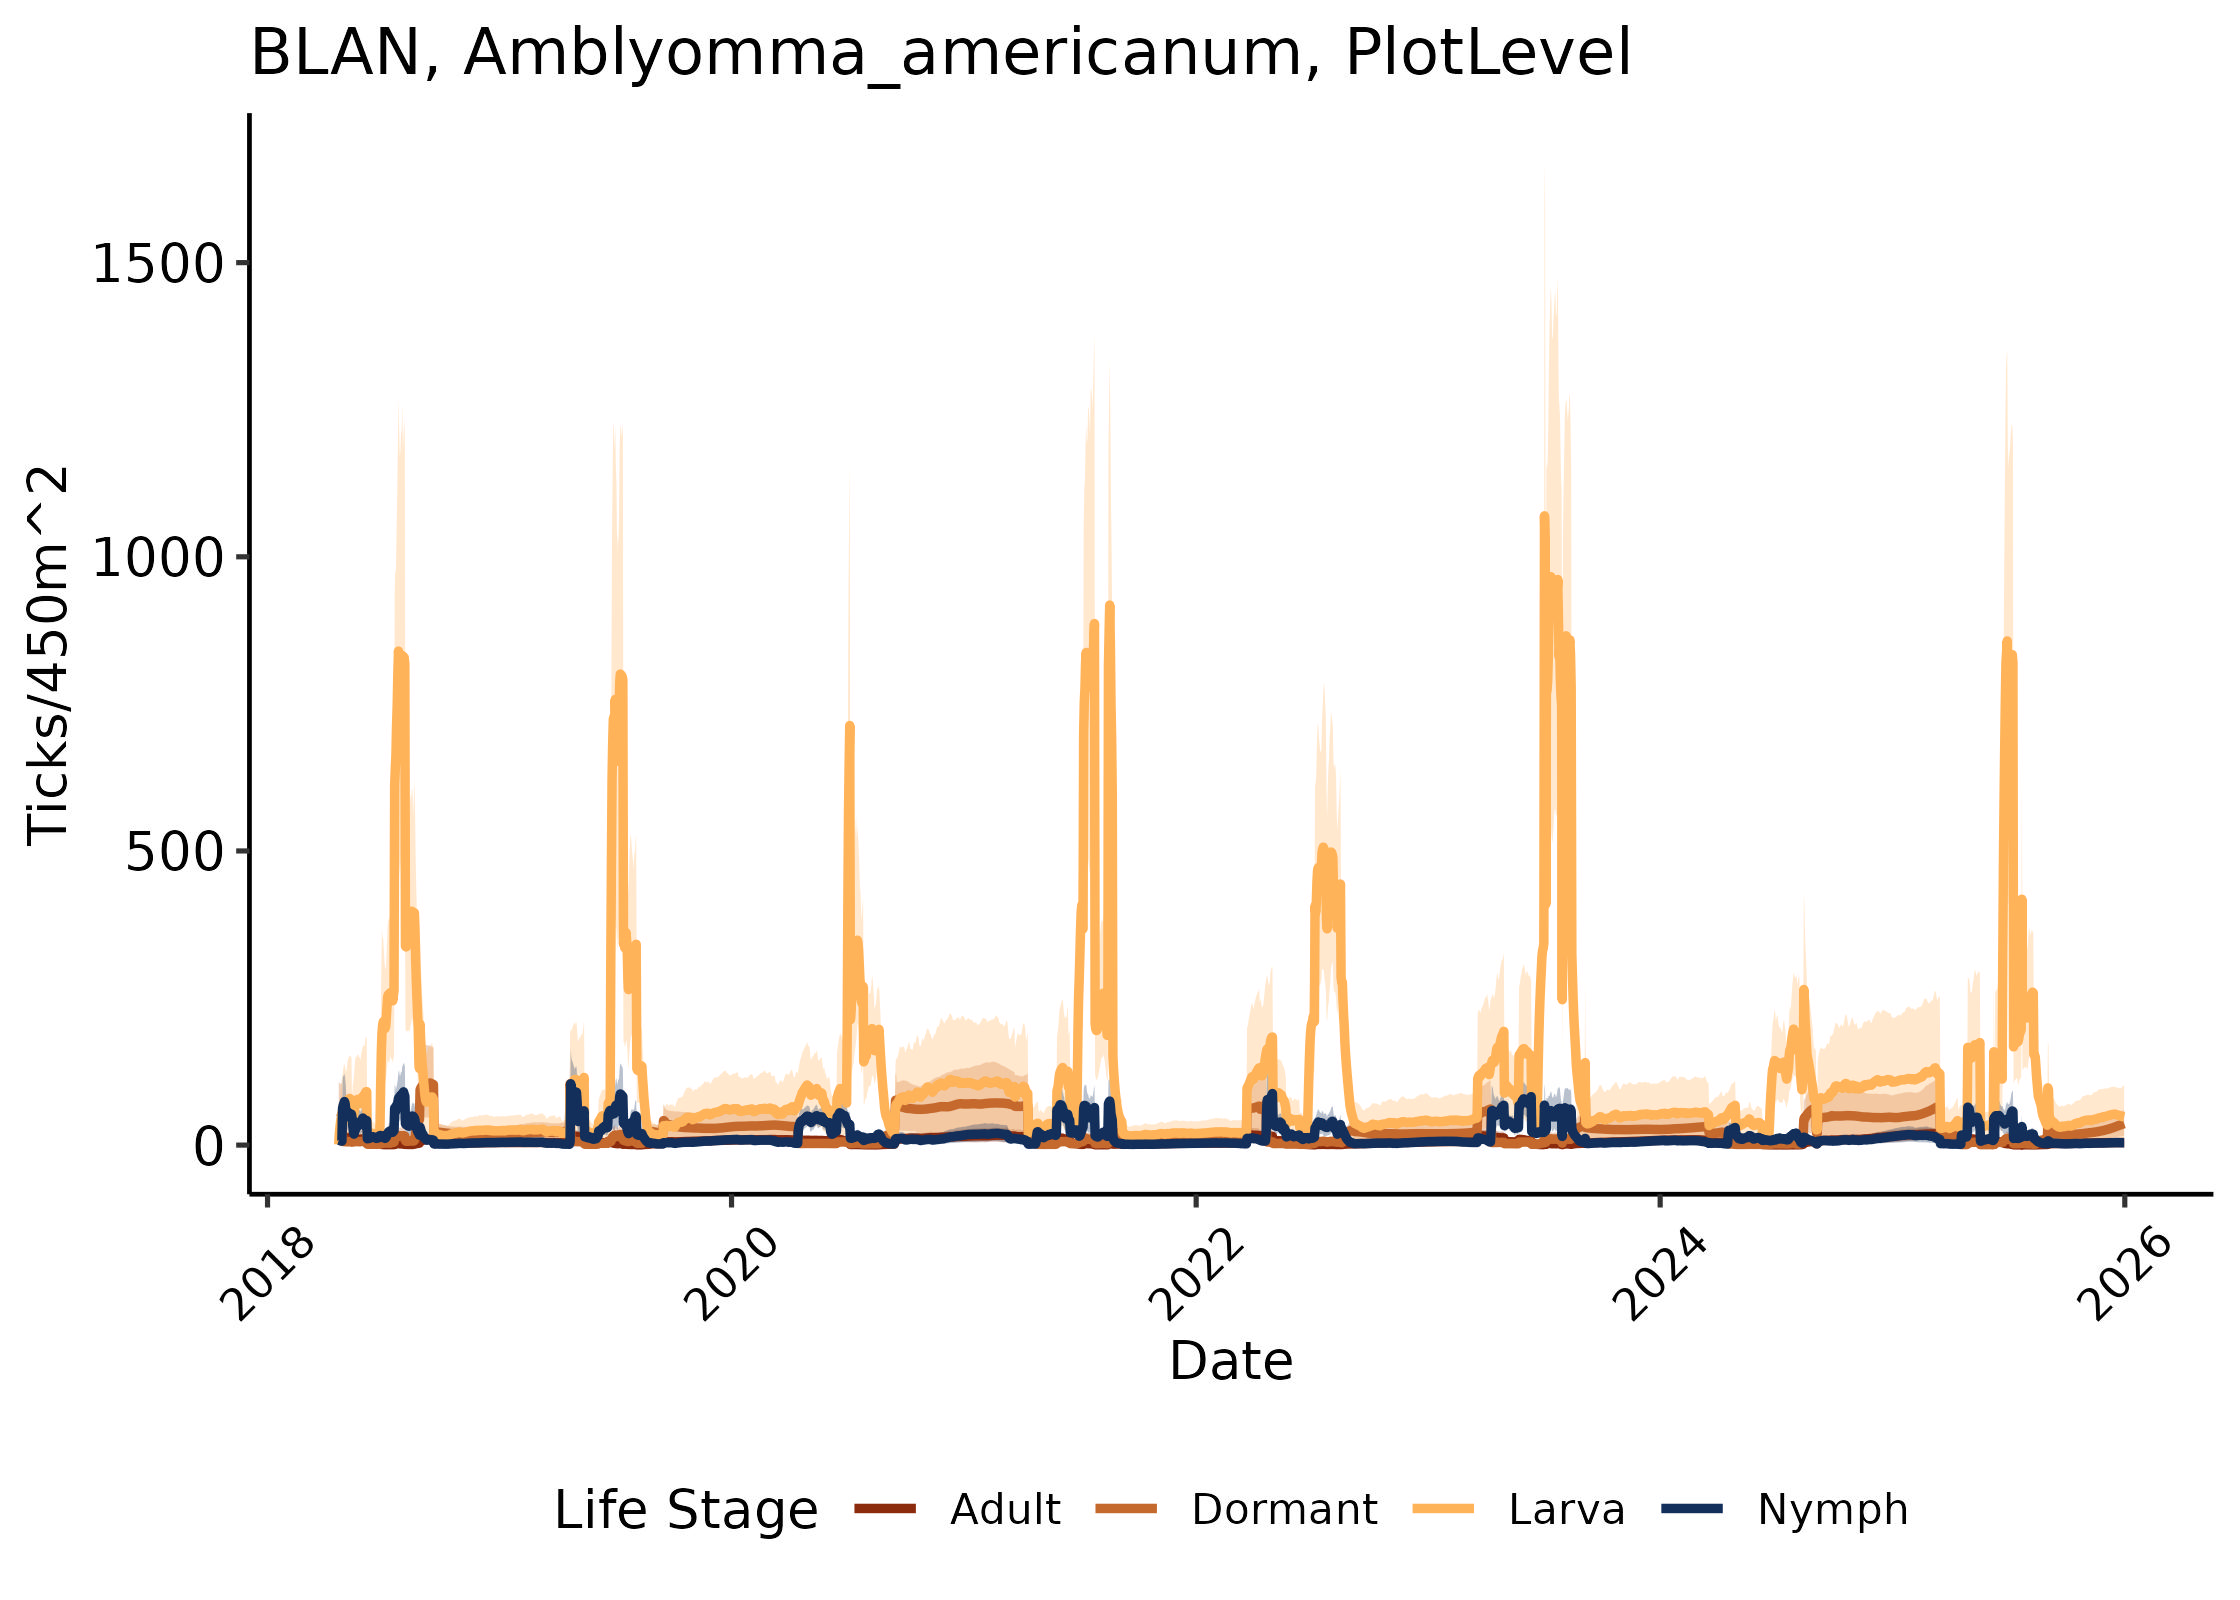 BLAN, Amblyomma_americanum, PlotLevel
Ticks/450m^2
1500
1000
500
0
2018
2020
2022
2024
2026
Date
Life Stage Adult Dormant Larva Nymph